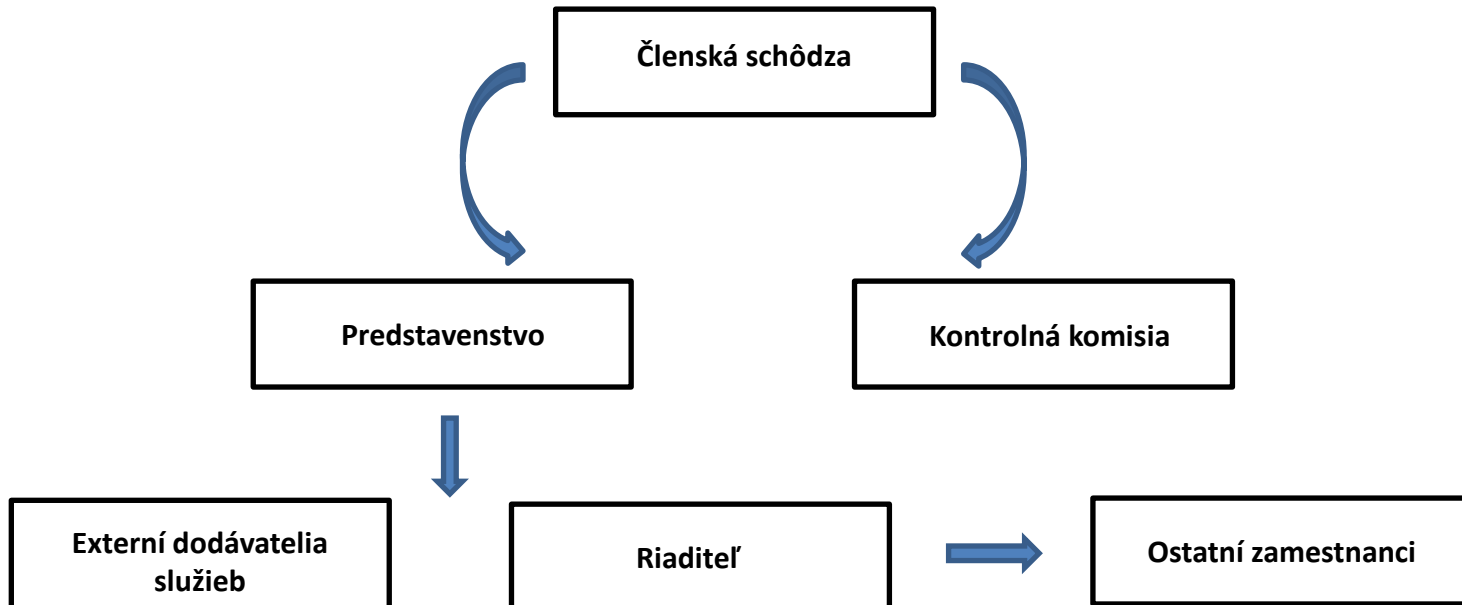 Členská schôdza
Predstavenstvo
Kontrolná komisia
Externí dodávatelia
služieb
Riaditeľ
Ostatní zamestnanci